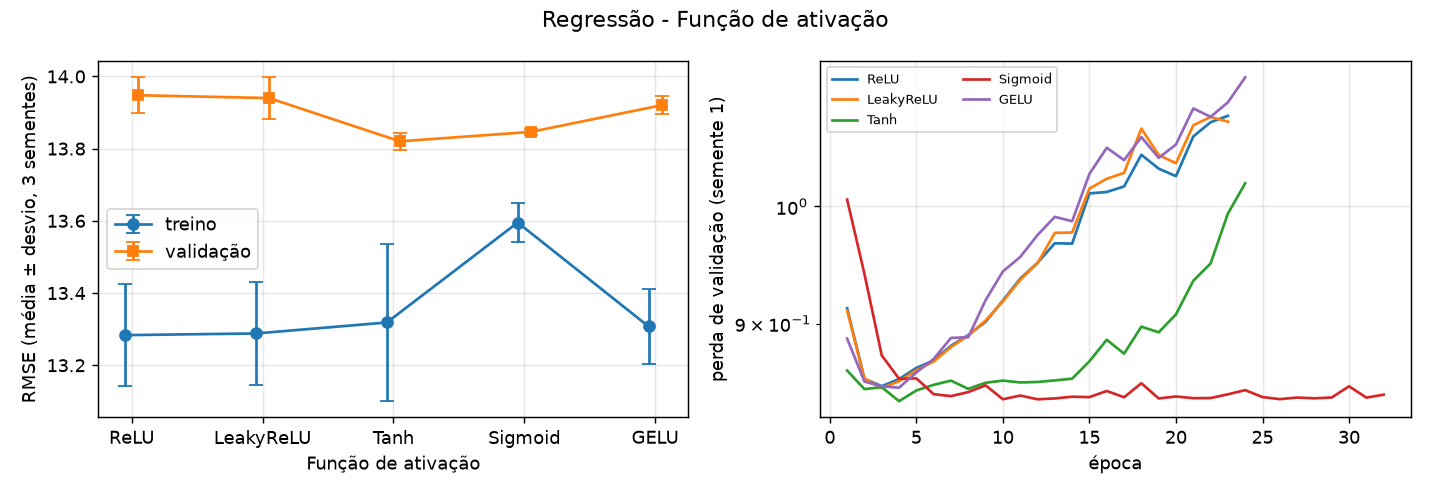 Regressão - Função de ativação
RMSE (média ± desvio, 3 sementes)
14.0
13.8
13.6
13.4
13.2
treino
validação
ReLU
LeakyReLU
Tanh
Sigmoid
GELU
Função de ativação
perda de validação (semente 1)
10⁰
9 × 10⁻¹
ReLU
LeakyReLU
Tanh
Sigmoid
GELU
0
5
10
15
20
25
30
época